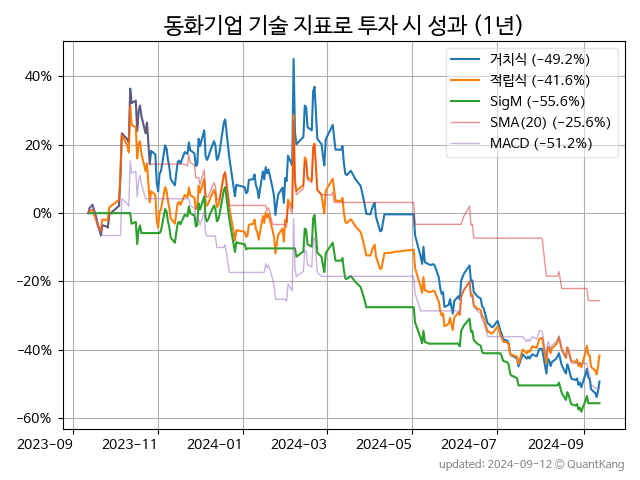 동화기업 기술 지표로 투자 시 성과 (1년)
거치식 (−49.2%)
적립식 (−41.6%)
SigM (−55.6%)
SMA(20) (−25.6%)
MACD (−51.2%)
40%
20%
0%
−20%
−40%
−60%
2023-09
2023-11
2024-01
2024-03
2024-05
2024-07
2024-09
updated: 2024-09-12 © QuantKang